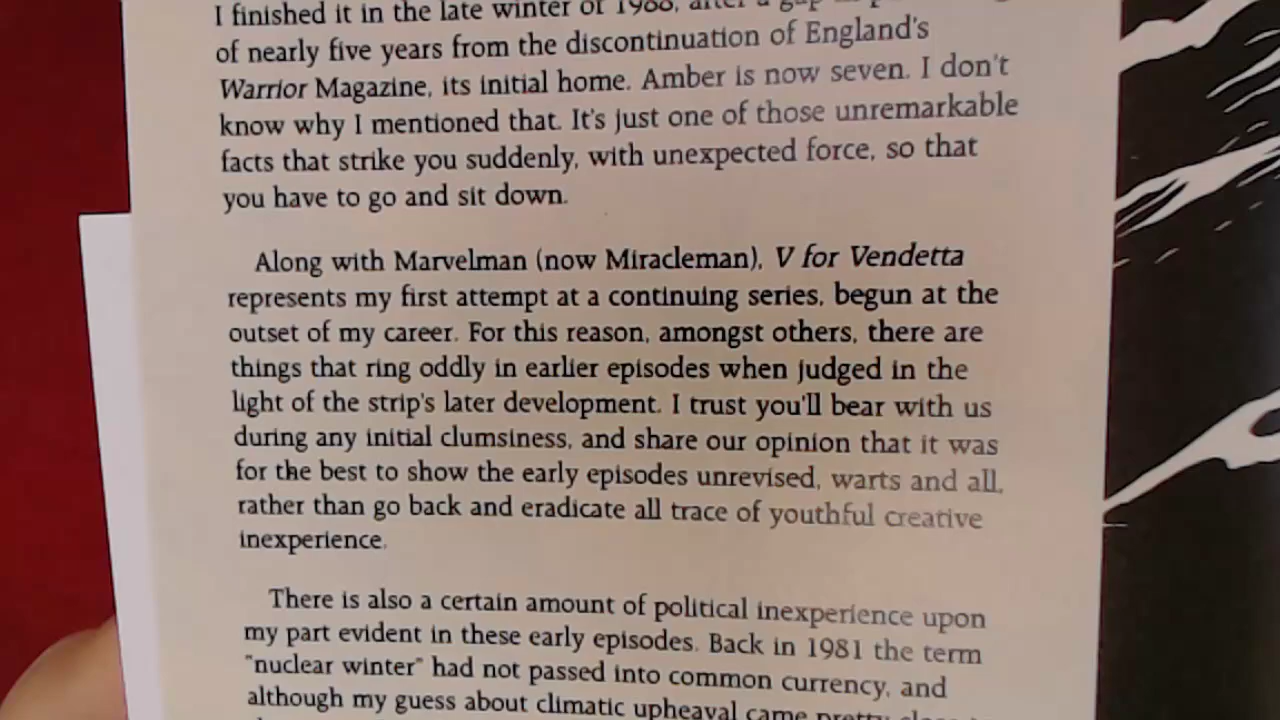 I finished it in the late winter of 1988, after a gap in
of nearly five years from the discontinuation of England's
Warrior Magazine, its initial home. Amber is now seven. I don't
know why I mentioned that. It's just one of those unremarkable
facts that strike you suddenly, with unexpected force, so that
you have to go and sit down.
Along with Marvelman (now Miracleman), V for Vendetta
represents my first attempt at a continuing series, begun at the
outset of my career. For this reason, amongst others, there are
things that ring oddly in earlier episodes when judged in the
light of the strip's later development. I trust you'll bear with us
during any initial clumsiness, and share our opinion that it was
for the best to show the early episodes unrevised, warts and all,
rather than go back and eradicate all trace of youthful creative
inexperience.
There is also a certain amount of political inexperience upon
my part evident in these early episodes. Back in 1981 the term
"nuclear winter" had not passed into common currency, and
although my guess about climatic upheaval came pretty close